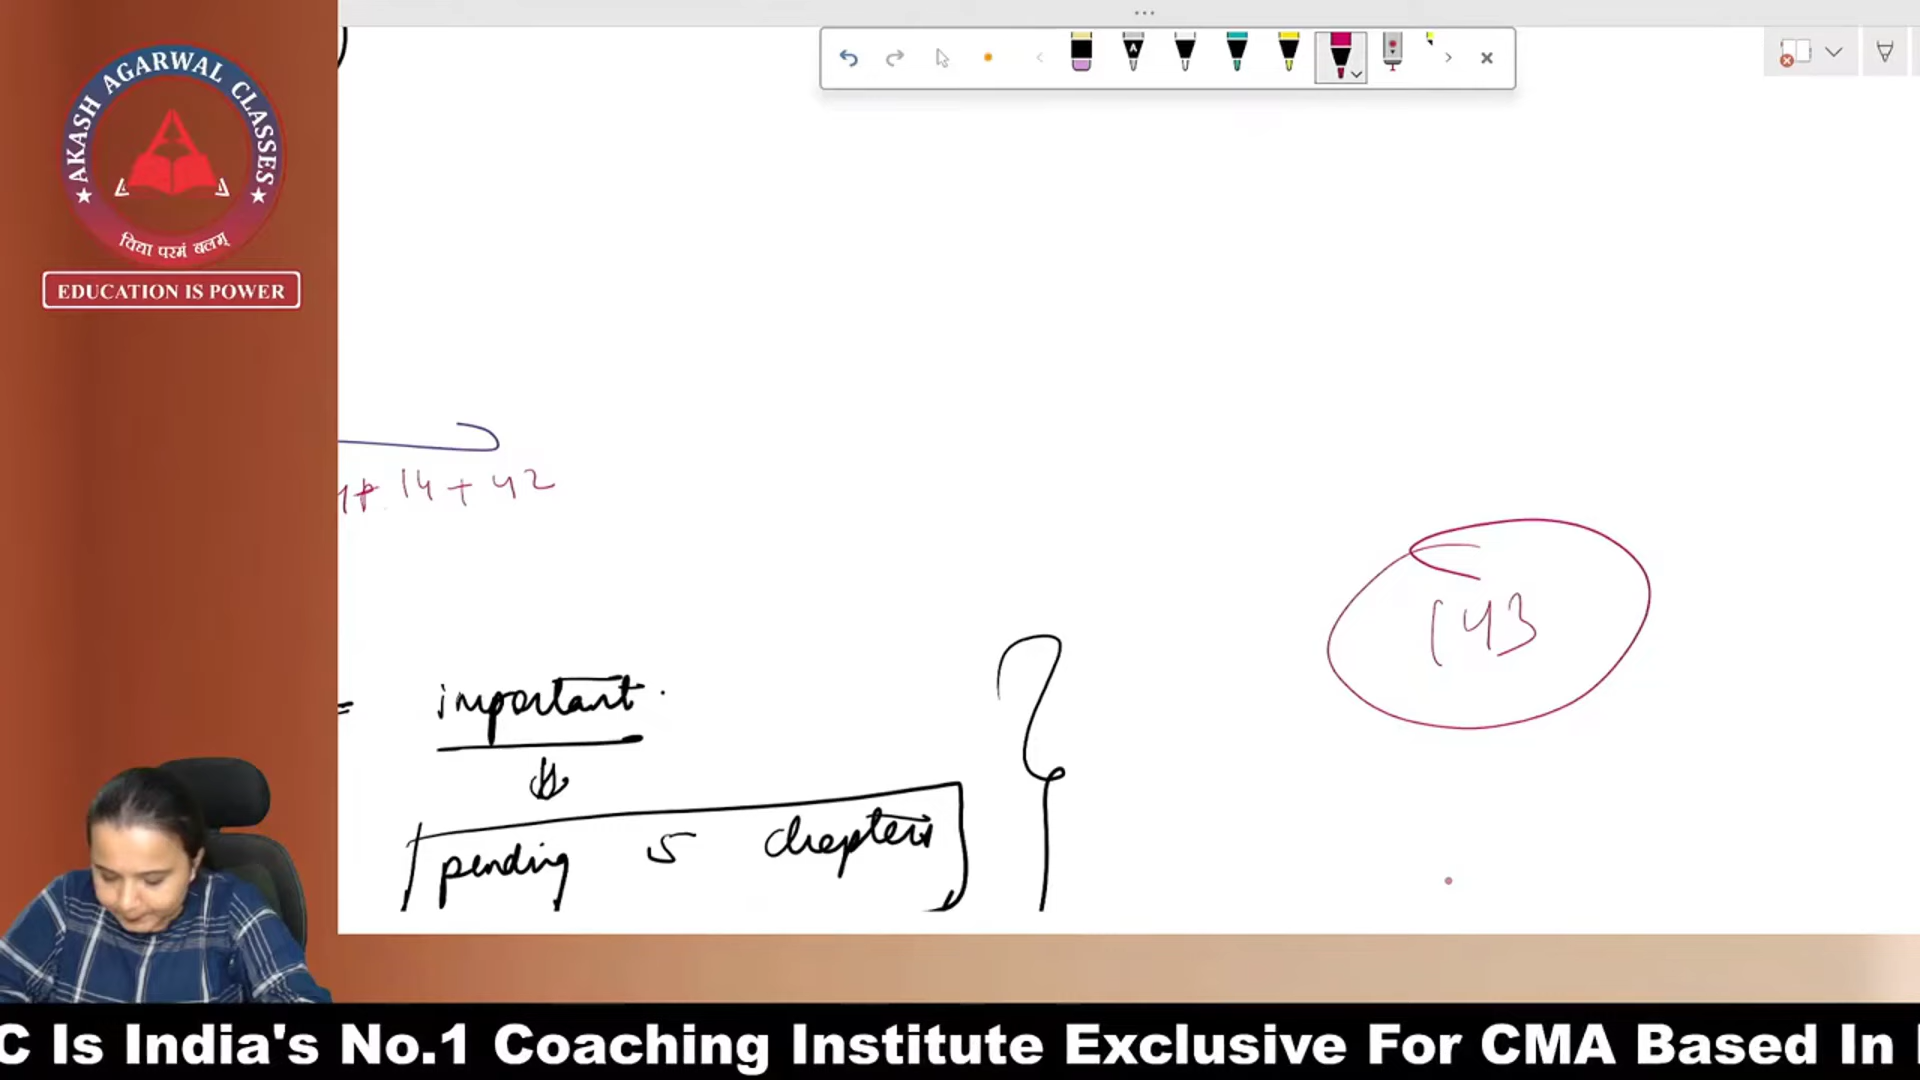 AKASH AGARWAL CLASSES
विद्या परमं बलम्
EDUCATION IS POWER
+ 14 + 42
143
= important.
pending 5 chapters
C Is India's No.1 Coaching Institute Exclusive For CMA Based In